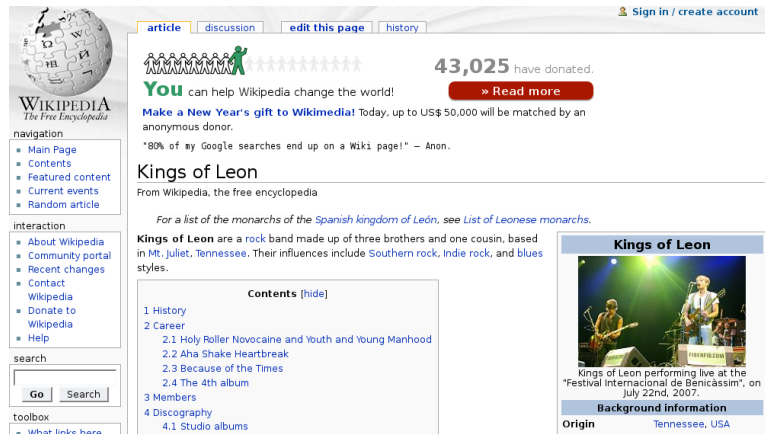 Sign in / create account
article
discussion
edit this page
history
WIKIPEDIA
The Free Encyclopedia
43,025 have donated.
You can help Wikipedia change the world!
» Read more
Make a New Year's gift to Wikimedia! Today, up to US$ 50,000 will be matched by an
anonymous donor.
"80% of my Google searches end up on a Wiki page!" — Anon.
navigation
Main Page
Contents
Featured content
Current events
Random article
interaction
About Wikipedia
Community portal
Recent changes
Contact
Wikipedia
Donate to
Wikipedia
Help
search
Go
Search
toolbox
What links here
Kings of Leon
From Wikipedia, the free encyclopedia
For a list of the monarchs of the Spanish kingdom of León, see List of Leonese monarchs.
Kings of Leon are a rock band made up of three brothers and one cousin, based
in Mt. Juliet, Tennessee. Their influences include Southern rock, Indie rock, and blues
styles.
Contents [hide]
1 History
2 Career
2.1 Holy Roller Novocaine and Youth and Young Manhood
2.2 Aha Shake Heartbreak
2.3 Because of the Times
2.4 The 4th album
3 Members
4 Discography
4.1 Studio albums
Kings of Leon
Kings of Leon performing live at the
"Festival Internacional de Benicàssim", on
July 22nd, 2007.
Background information
Origin Tennessee, USA